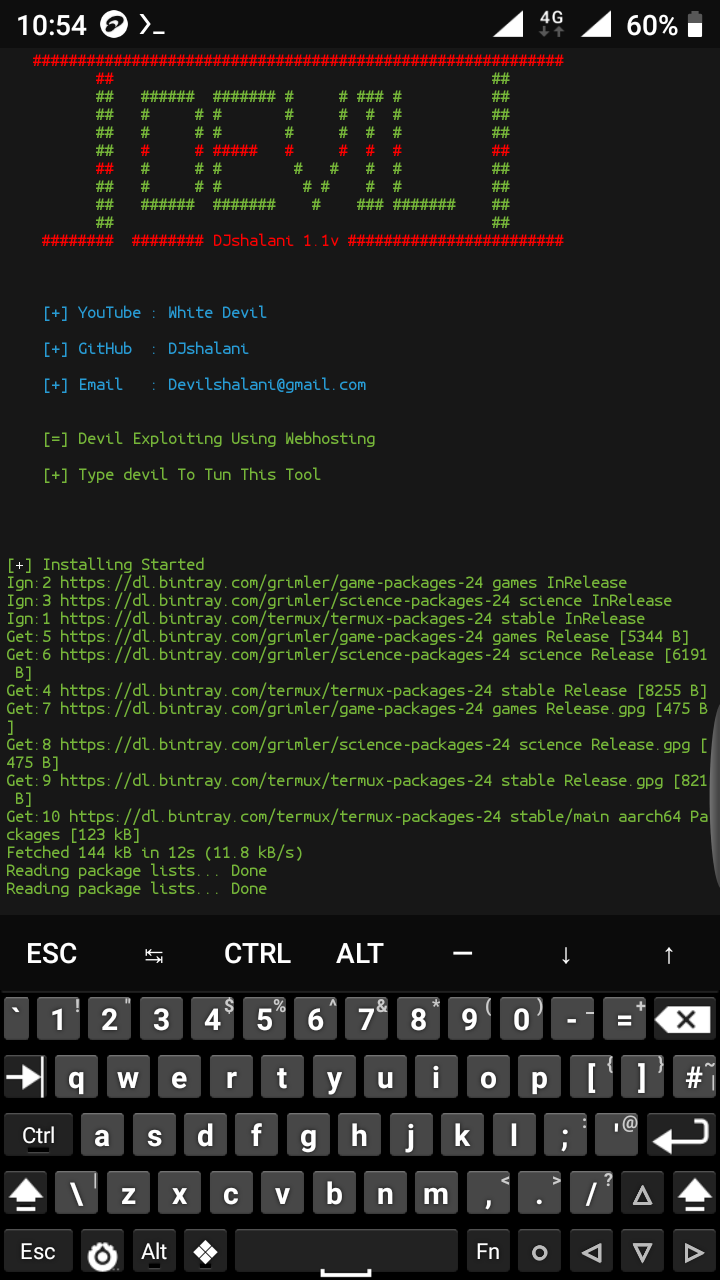 10:54 60%
4G
##########################################################
## ##
## ###### ####### # # ### # ##
## # # # # # # # ##
## # # # # # # # ##
## # # ##### # # # # ##
## # # # # # # # ##
## # # # # # # # ##
## ###### ####### # ### ####### ##
## ##
######## ######## DJshalani 1.1v ########################
[+] YouTube : White Devil
[+] GitHub : DJshalani
[+] Email : Devilshalani@gmail.com
[=] Devil Exploiting Using Webhosting
[+] Type devil To Tun This Tool
[+] Installing Started
Ign:2 https://dl.bintray.com/grimler/game-packages-24 games InRelease
Ign:3 https://dl.bintray.com/grimler/science-packages-24 science InRelease
Ign:1 https://dl.bintray.com/termux/termux-packages-24 stable InRelease
Get:5 https://dl.bintray.com/grimler/game-packages-24 games Release [5344 B]
Get:6 https://dl.bintray.com/grimler/science-packages-24 science Release [6191
B]
Get:4 https://dl.bintray.com/termux/termux-packages-24 stable Release [8255 B]
Get:7 https://dl.bintray.com/grimler/game-packages-24 games Release.gpg [475 B
]
Get:8 https://dl.bintray.com/grimler/science-packages-24 science Release.gpg [
475 B]
Get:9 https://dl.bintray.com/termux/termux-packages-24 stable Release.gpg [821
B]
Get:10 https://dl.bintray.com/termux/termux-packages-24 stable/main aarch64 Pa
ckages [123 kB]
Fetched 144 kB in 12s (11.8 kB/s)
Reading package lists... Done
Reading package lists... Done
ESC ↹ CTRL ALT — ↓ ↑
` 1 ! 2 " 3 4 $ 5 % 6 ^ 7 & 8 * 9 ( 0 ) - _ = +
q w e r t y u i o p [ { ] } # ~ |
Ctrl a s d f g h j k l ; : ' @
\ | z x c v b n m , < . > / ?
Esc Alt Fn